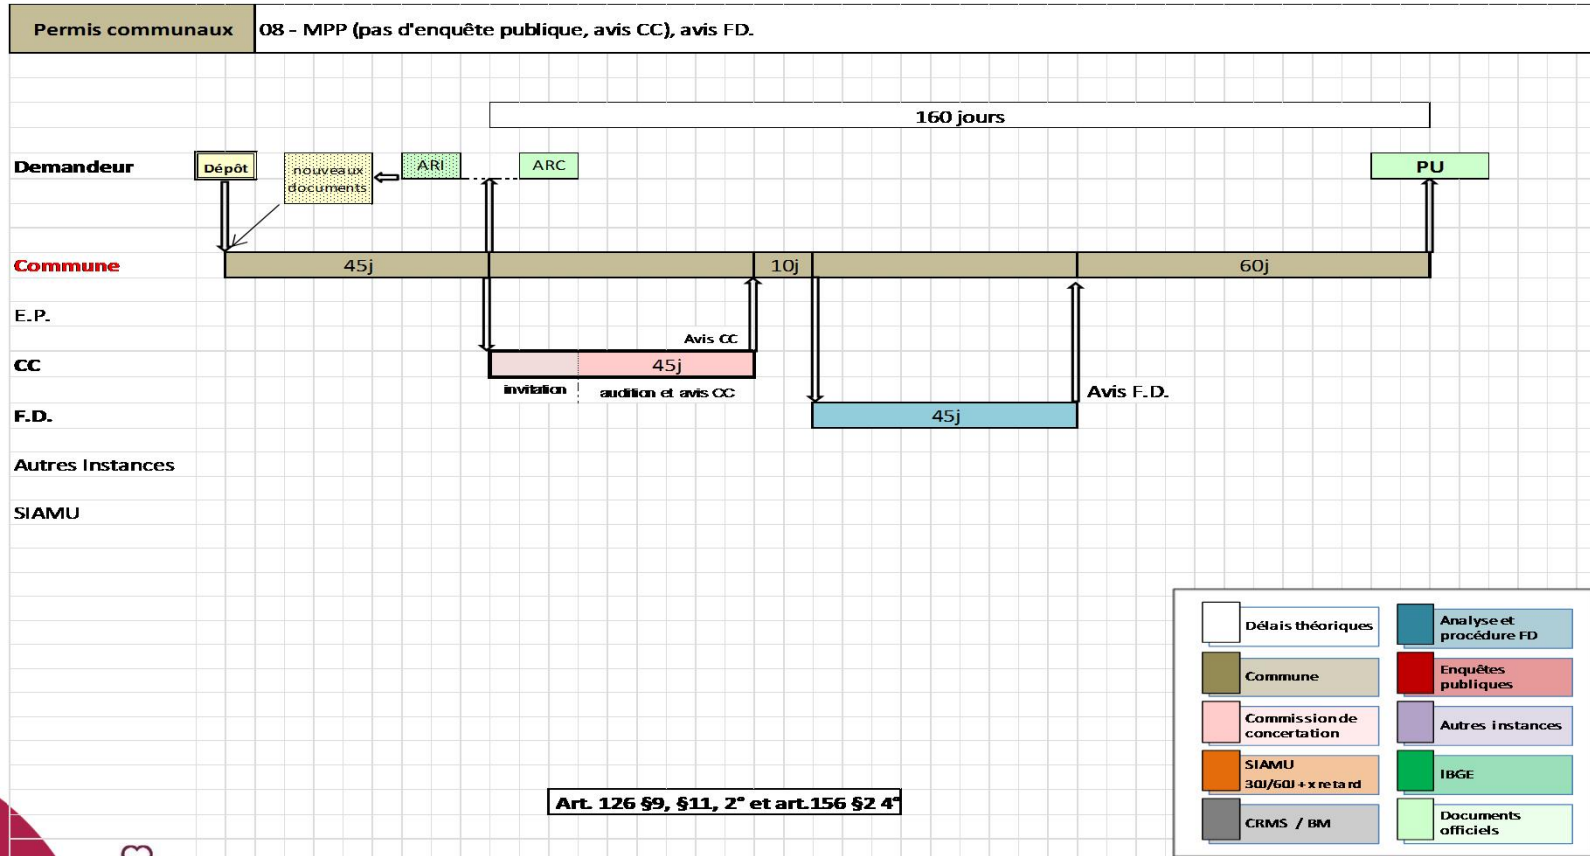 Permis communaux
08 - MPP (pas d'enquête publique, avis CC), avis FD.
160 jours
Demandeur
Dépôt
nouveaux
documents
ARI
ARC
PU
Commune
45j
10j
60j
E.P.
Avis CC
CC
45j
invitation
audition et avis CC
Avis F.D.
F.D.
45j
Autres Instances
SIAMU
Délais théoriques
Analyse et
procédure FD
Commune
Enquêtes
publiques
Commission de
concertation
Autres instances
SIAMU
30J/60J + x retard
IBGE
CRMS / BM
Documents
officiels
Art. 126 §9, §11, 2° et art.156 §2 4°